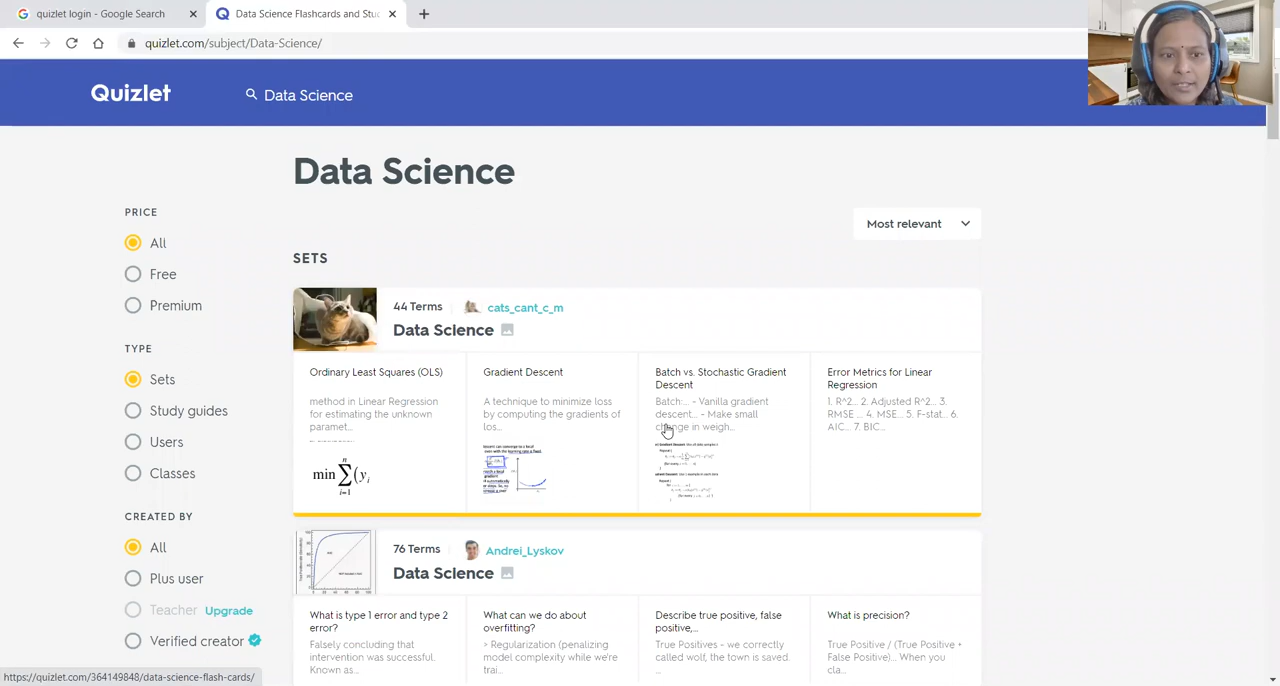 quizlet login - Google Search
Data Science Flashcards and Stu
quizlet.com/subject/Data-Science/
Quizlet
Data Science
Data Science
PRICE
All
Free
Premium
TYPE
Sets
Study guides
Users
Classes
CREATED BY
All
Plus user
Teacher Upgrade
Verified creator
Most relevant
SETS
44 Terms cats_cant_c_m
Data Science
Ordinary Least Squares (OLS)
method in Linear Regression
for estimating the unknown
paramet...
min n∑i=1 (yi
Gradient Descent
A technique to minimize loss
by computing the gradients of
los...
Batch vs. Stochastic Gradient
Descent
Batch:... - Vanilla gradient
descent... - Make small
change in weigh...
Error Metrics for Linear
Regression
1. R^2... 2. Adjusted R^2... 3.
RMSE ... 4. MSE... 5. F-stat... 6.
AIC... 7. BIC...
76 Terms Andrei_Lyskov
Data Science
What is type 1 error and type 2
error?
Falsely concluding that
intervention was successful.
Known as...
What can we do about
overfitting?
> Regularization (penalizing
model complexity while we're
trai...
Describe true positive, false
positive,...
True Positives - we correctly
called wolf, the town is saved.
...
What is precision?
True Positive / (True Positive +
False Positive)... When you
cla...
https://quizlet.com/364149848/data-science-flash-cards/